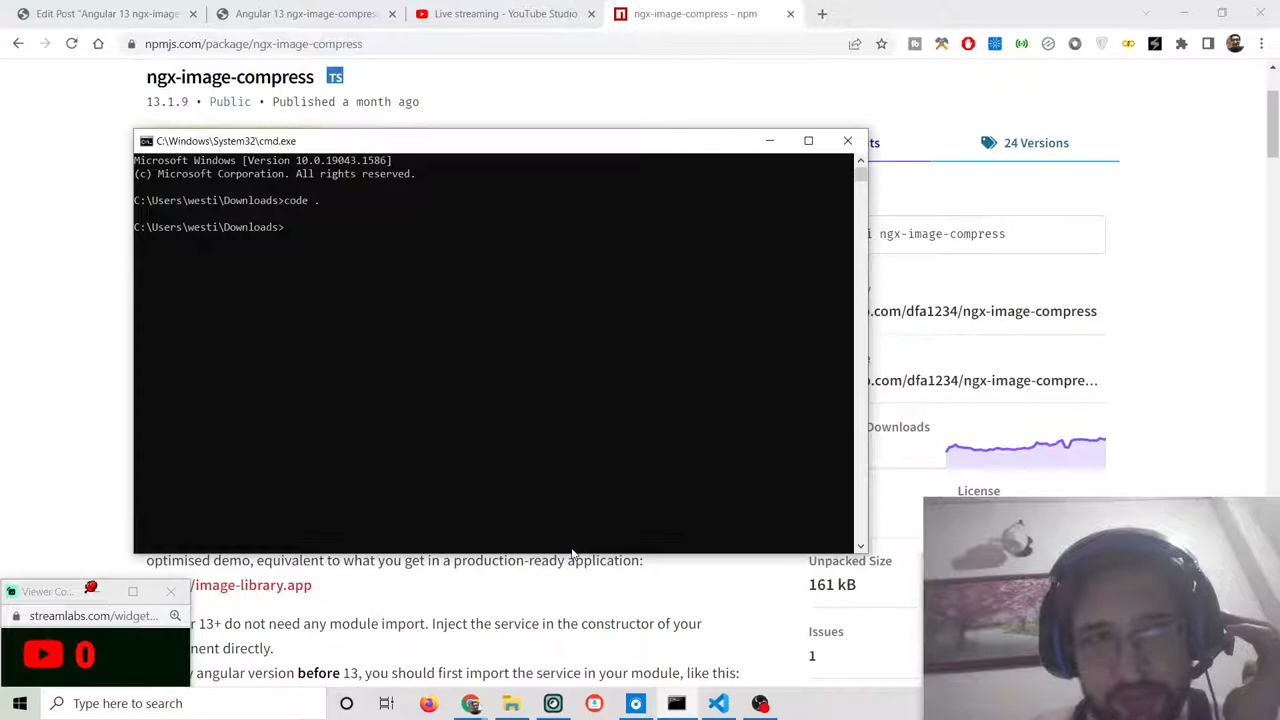 Edit Post “Angular 13 ngx-image
Angular 13 ngx-image-compress
Live streaming - YouTube Studio
ngx-image-compress - npm
npmjs.com/package/ngx-image-compress
ngx-image-compress
TS
13.1.9 • Public • Published a month ago
C:\Windows\System32\cmd.exe
Microsoft Windows [Version 10.0.19043.1586]
(c) Microsoft Corporation. All rights reserved.
C:\Users\westi\Downloads>code .
C:\Users\westi\Downloads>
ts
24 Versions
i ngx-image-compress
.com/dfa1234/ngx-image-compress
.com/dfa1234/ngx-image-compre...
Downloads
License
optimised demo, equivalent to what you get in a production-ready application:
/image-library.app
Unpacked Size
161 kB
13+ do not need any module import. Inject the service in the constructor of your
nent directly.
Issues
1
angular version before 13, you should first import the service in your module, like this:
Viewer Co...
streamlabs.com/widget...
0
Type here to search